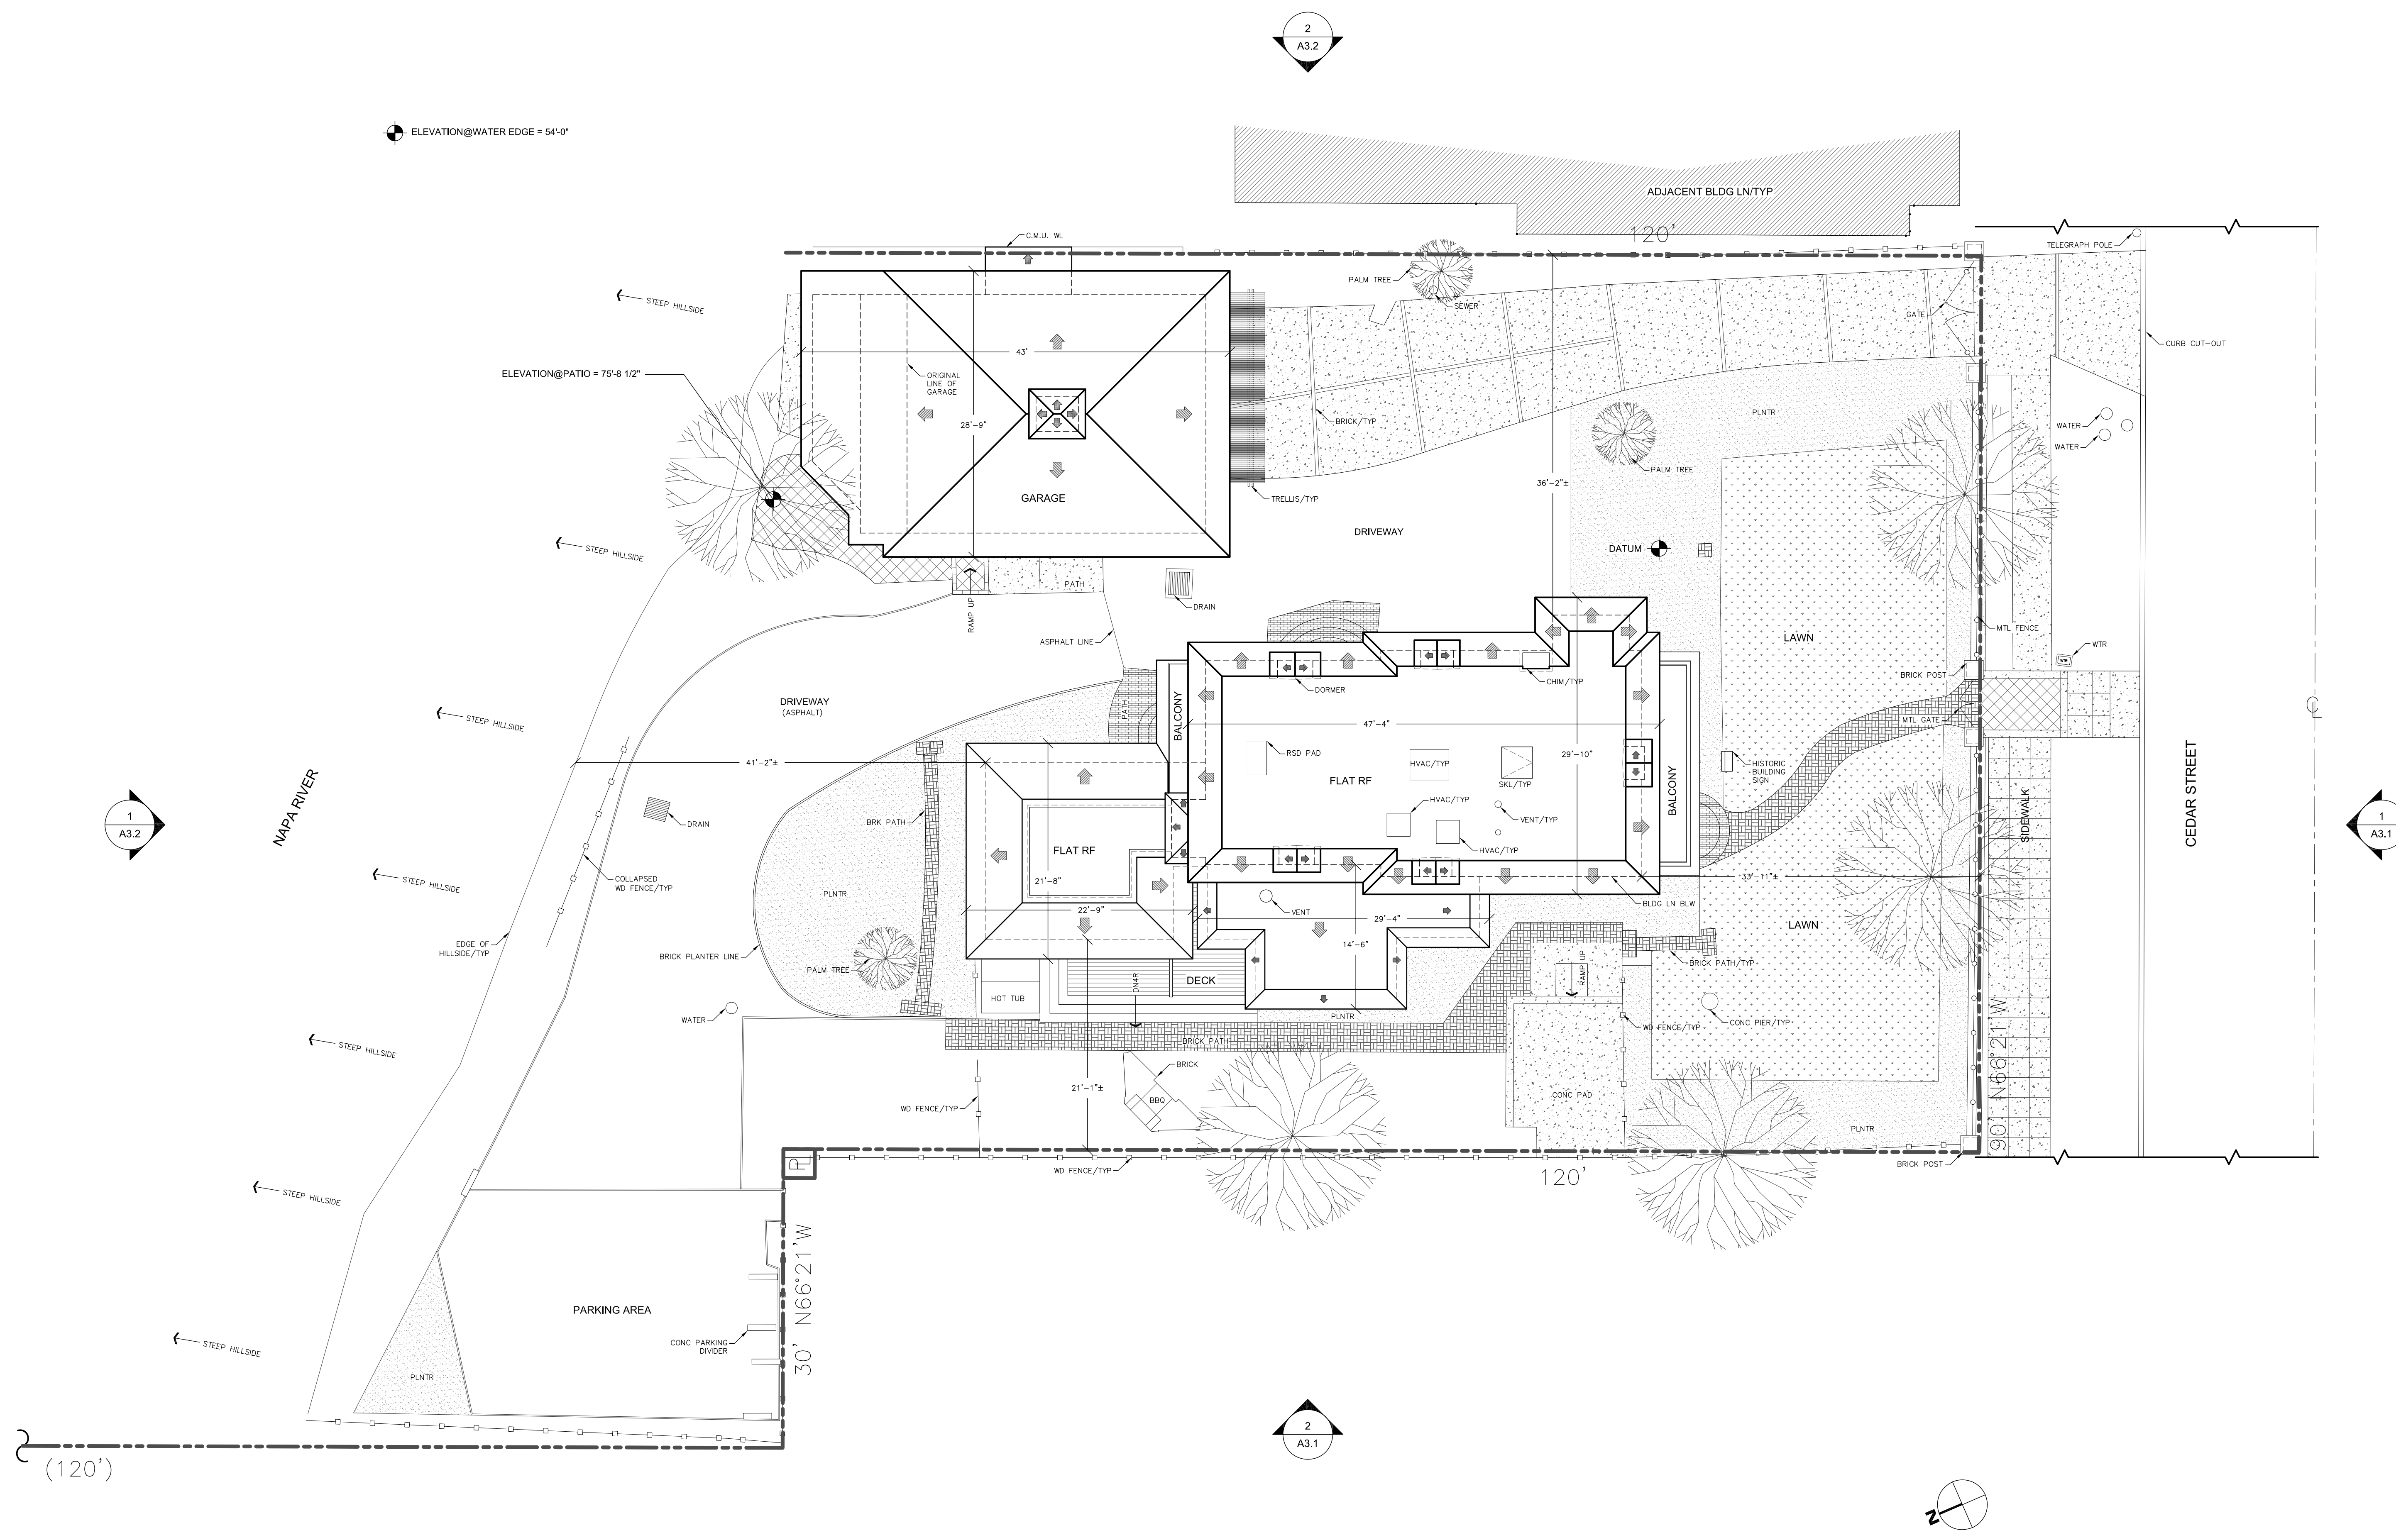 2
A3.2
ELEVATION@WATER EDGE = 54'-0"
ADJACENT BLDG LN/TYP
120'
C.M.U. WL
TELEGRAPH POLE
PALM TREE
SEWER
STEEP HILLSIDE
GATE
CURB CUT-OUT
43'
ELEVATION@PATIO = 75'-8 1/2"
ORIGINAL
LINE OF
GARAGE
28'-9"
BRICK/TYP
PLNTR
WATER
WATER
PALM TREE
36'-2"±
GARAGE
TRELLIS/TYP
DRIVEWAY
DATUM
STEEP HILLSIDE
PATH
DRAIN
RAMP UP
ASPHALT LINE
MTL FENCE
LAWN
WTR
WTR
BRICK POST
CHIM/TYP
DORMER
DRIVEWAY
(ASPHALT)
PATH
BALCONY
47'-4"
MTL GATE
STEEP HILLSIDE
41'-2"±
RSD PAD
HVAC/TYP
29'-10"
HISTORIC
BUILDING
SIGN
FLAT RF
SKL/TYP
BALCONY
HVAC/TYP
VENT/TYP
HVAC/TYP
NAPA RIVER
SIDEWALK
CEDAR STREET
CL
1
A3.2
1
A3.1
DRAIN
BRK PATH
FLAT RF
COLLAPSED
WD FENCE/TYP
STEEP HILLSIDE
PLNTR
21'-8"
33'-11"±
BLDG LN BLW
22'-9"
VENT
29'-4"
LAWN
EDGE OF
HILLSIDE/TYP
14'-6"
BRICK PLANTER LINE
PALM TREE
BRICK PATH/TYP
DECK
DN4R
RAMP UP
HOT TUB
PLNTR
WATER
WD FENCE/TYP
CONC PIER/TYP
BRICK PATH
STEEP HILLSIDE
90' N66°21'W
BRICK
21'-1"±
BBQ
CONC PAD
WD FENCE/TYP
PLNTR
PL
WD FENCE/TYP
120'
BRICK POST
STEEP HILLSIDE
30' N66°21'W
PARKING AREA
CONC PARKING
DIVIDER
STEEP HILLSIDE
PLNTR
2
A3.1
(120')
N